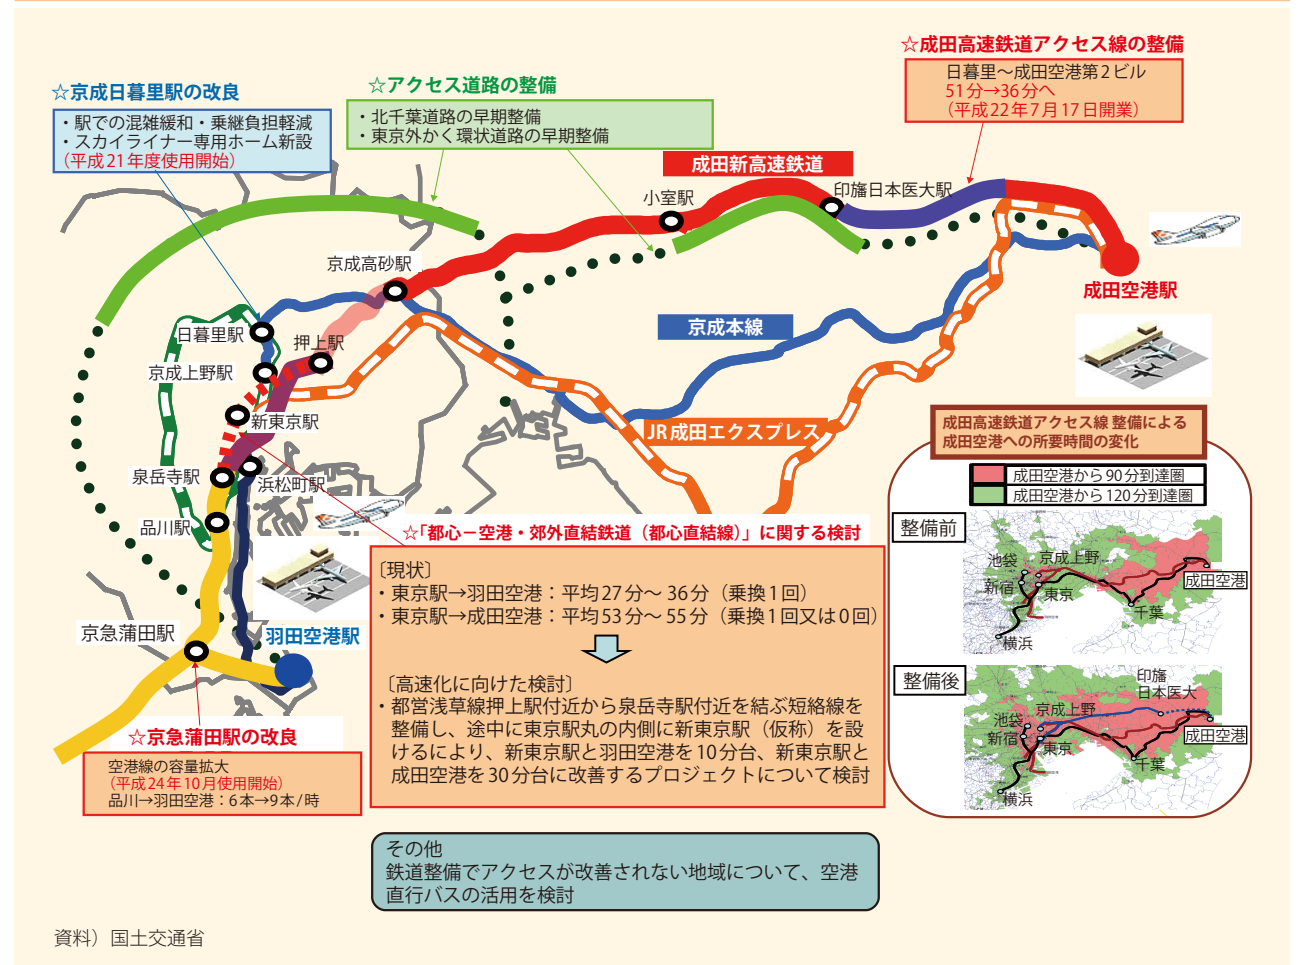 ☆成田高速鉄道アクセス線の整備
日暮里～成田空港第2ビル
51分→36分へ
（平成22年7月17日開業）
☆アクセス道路の整備
・北千葉道路の早期整備
・東京外かく環状道路の早期整備
☆京成日暮里駅の改良
・駅での混雑緩和・乗継負担軽減
・スカイライナー専用ホーム新設
（平成21年度使用開始）
成田新高速鉄道
小室駅
印旛日本医大駅
京成高砂駅
成田空港駅
日暮里駅
押上駅
京成本線
京成上野駅
新東京駅
JR成田エクスプレス
泉岳寺駅
浜松町駅
品川駅
京急蒲田駅
羽田空港駅
☆京急蒲田駅の改良
空港線の容量拡大
（平成24年10月使用開始）
品川→羽田空港：6本→9本/時
☆「都心－空港・郊外直結鉄道（都心直結線）」に関する検討
〔現状〕
・東京駅→羽田空港：平均27分～36分（乗換1回）
・東京駅→成田空港：平均53分～55分（乗換1回又は0回）
〔高速化に向けた検討〕
・都営浅草線押上駅付近から泉岳寺駅付近を結ぶ短絡線を
整備し、途中に東京駅丸の内側に新東京駅（仮称）を設
けるにより、新東京駅と羽田空港を10分台、新東京駅と
成田空港を30分台に改善するプロジェクトについて検討
成田高速鉄道アクセス線 整備による
成田空港への所要時間の変化
成田空港から90分到達圏
成田空港から120分到達圏
整備前
池袋
京成上野
新宿
東京
成田空港
千葉
横浜
整備後
印旛
日本医大
池袋
京成上野
新宿
東京
成田空港
千葉
横浜
その他
鉄道整備でアクセスが改善されない地域について、空港
直行バスの活用を検討
資料）国土交通省